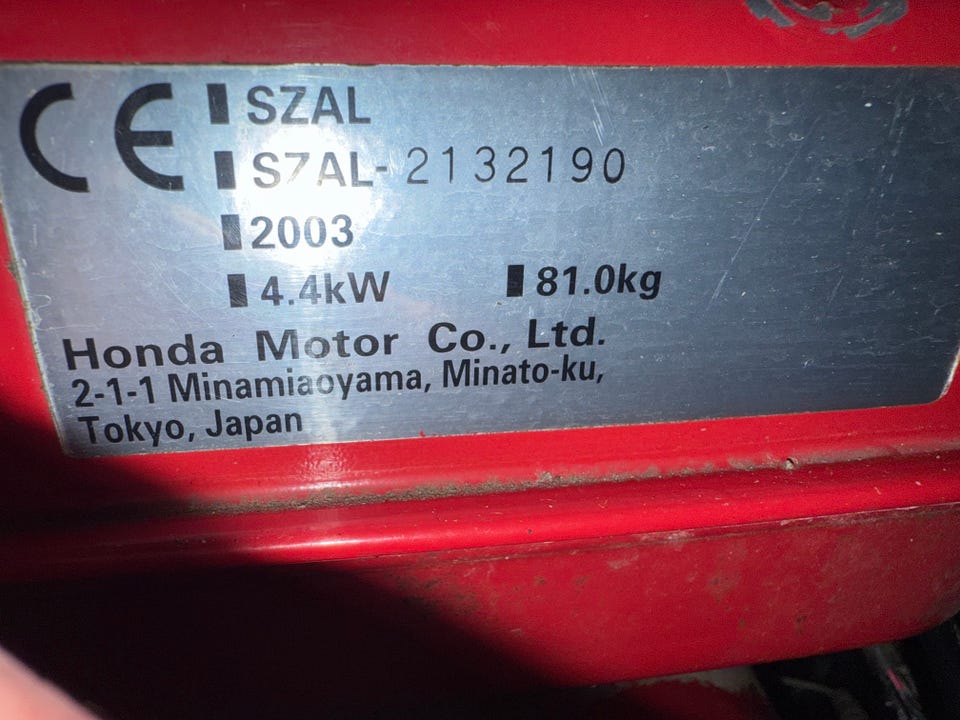 CE
SZAL
SZAL-2132190
2003
4.4kW 81.0kg
Honda Motor Co., Ltd.
2-1-1 Minamiaoyama, Minato-ku,
Tokyo, Japan